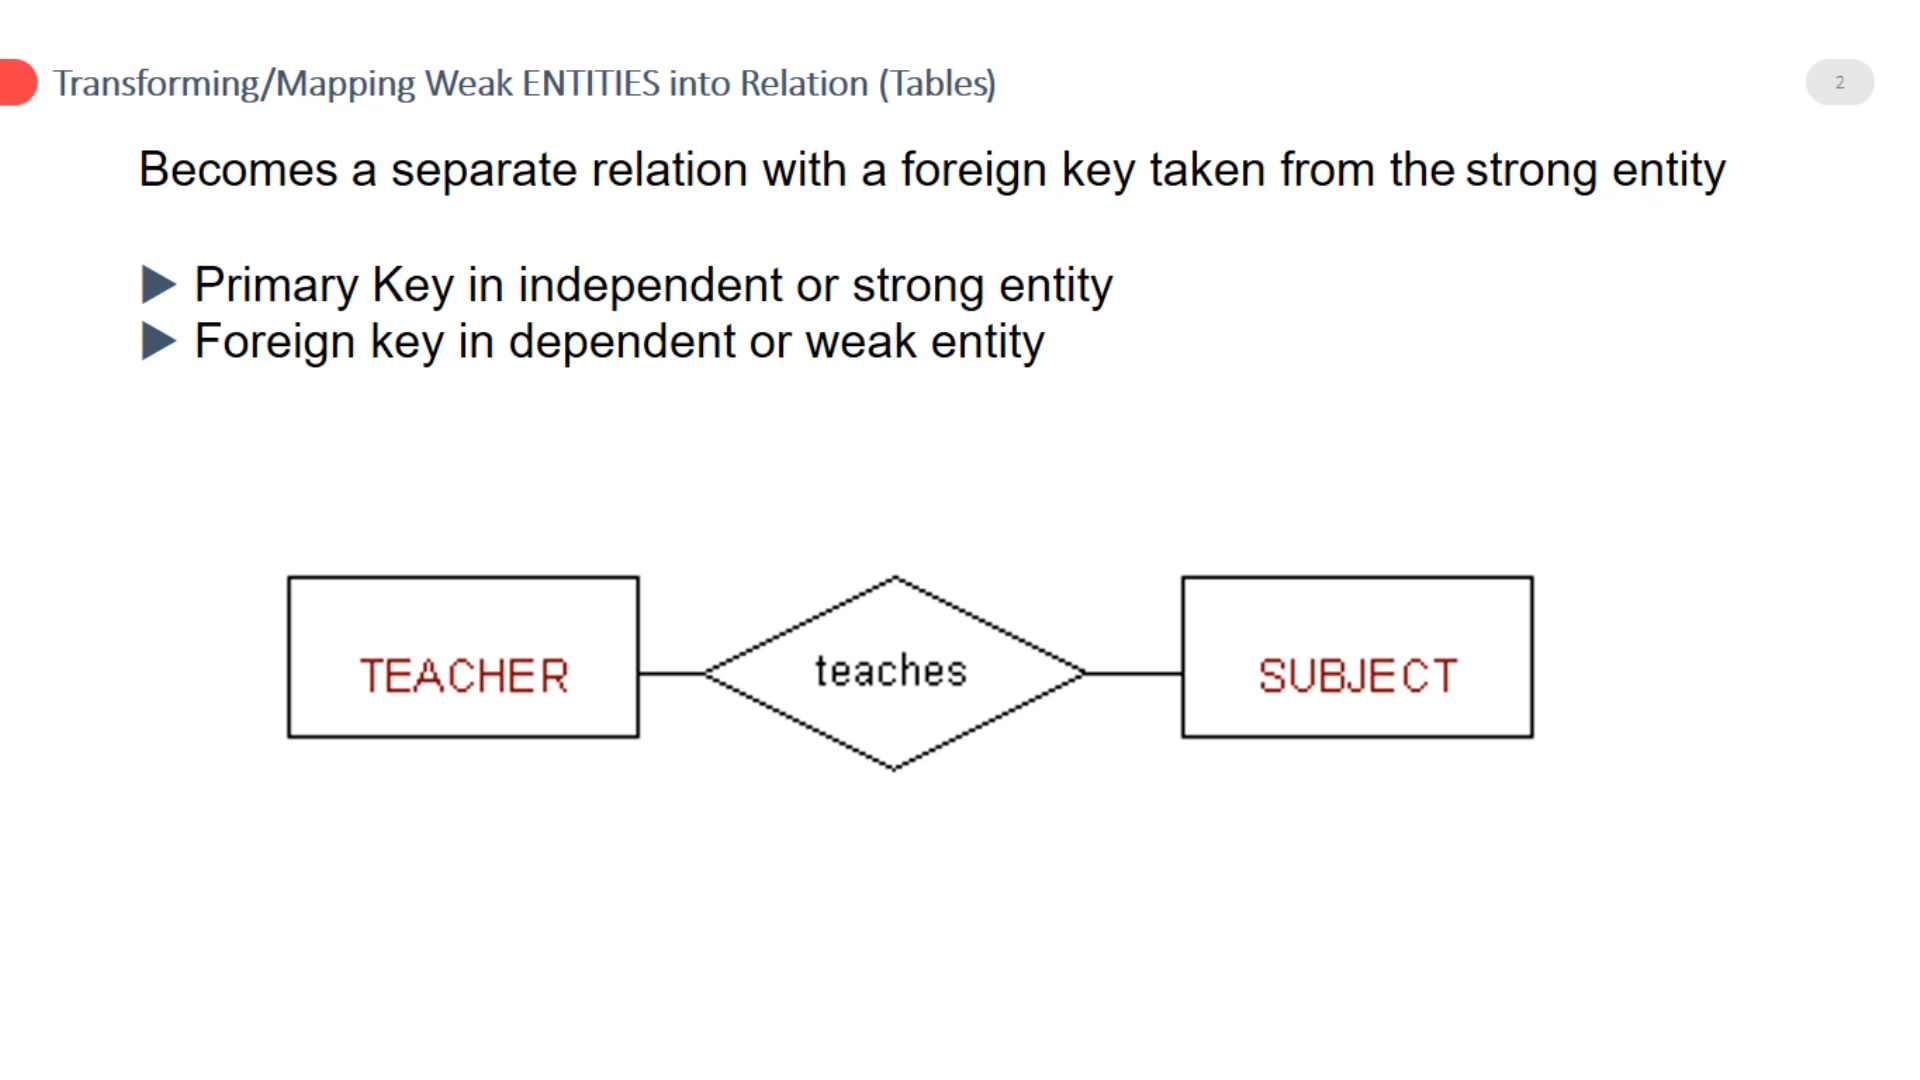 Transforming/Mapping Weak ENTITIES into Relation (Tables)
2
Becomes a separate relation with a foreign key taken from the strong entity
Primary Key in independent or strong entity
Foreign key in dependent or weak entity
TEACHER
teaches
SUBJECT